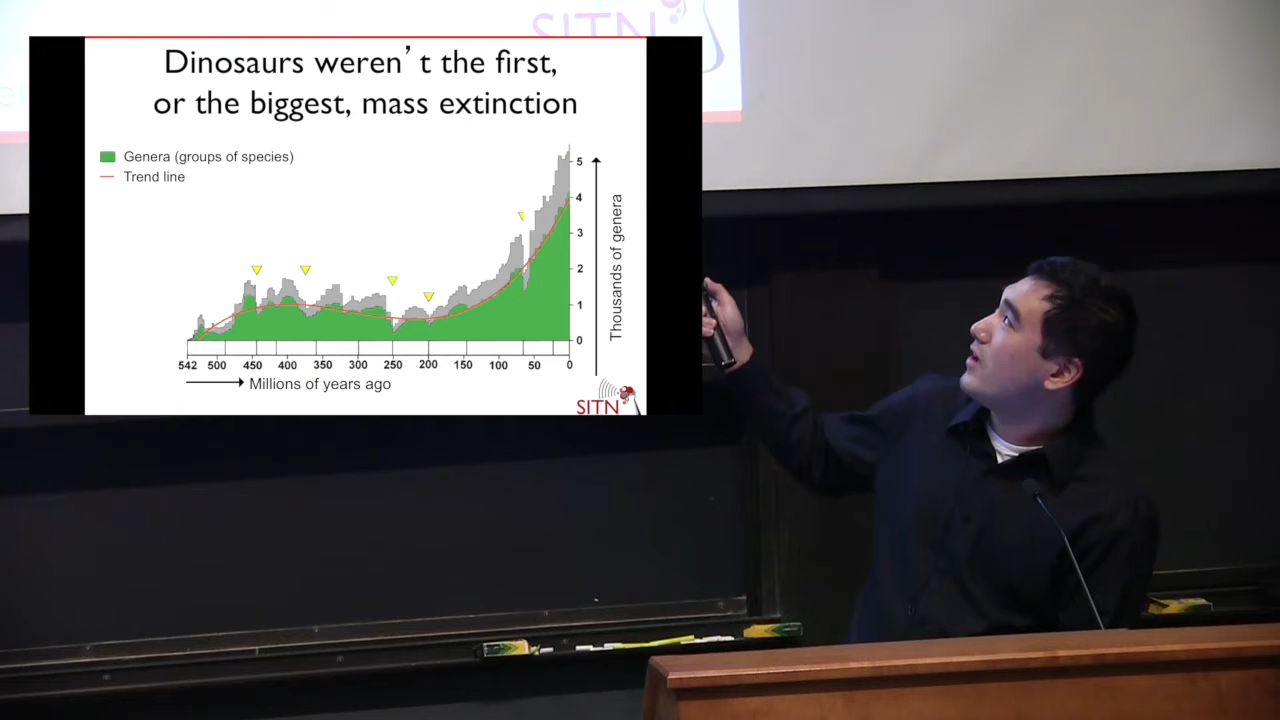 SITN
Dinosaurs weren’t the first,
or the biggest, mass extinction
Genera (groups of species)
Trend line
5
4
3
2
1
0
Thousands of genera
542 500 450 400 350 300 250 200 150 100 50 0
Millions of years ago
SITN